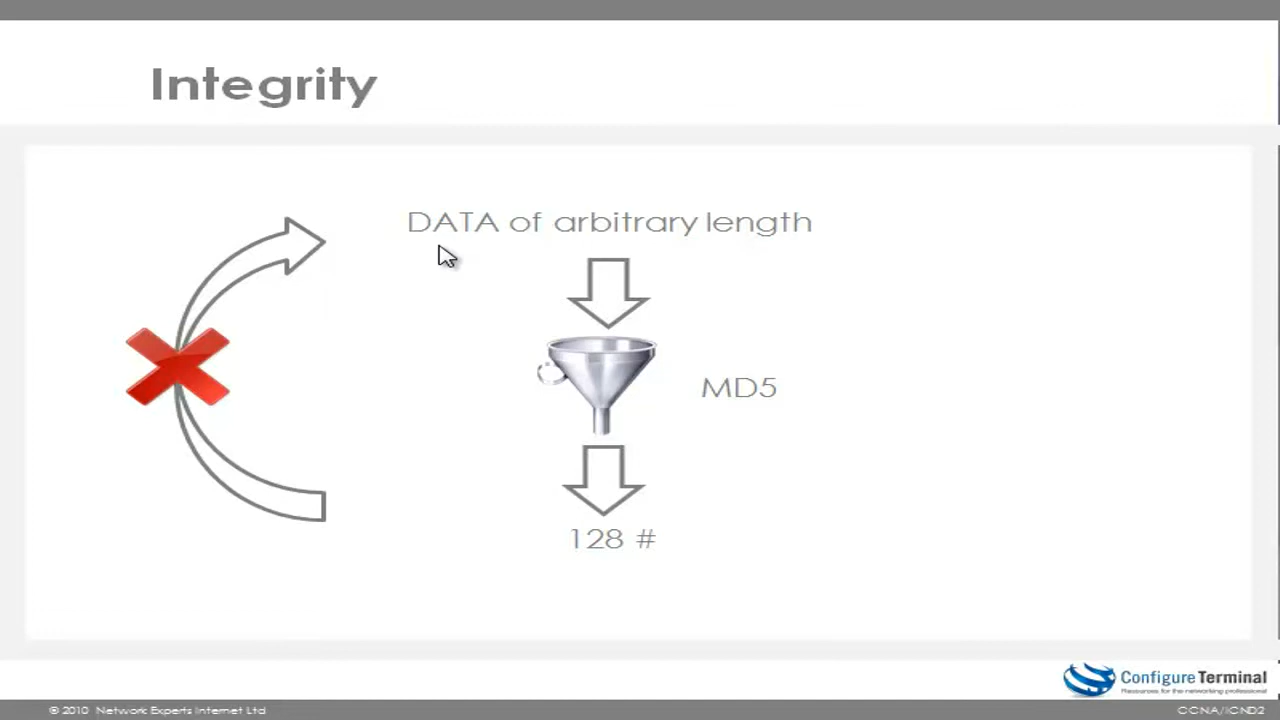 Integrity
DATA of arbitrary length
MD5
128 #
ConfigureTerminal
Resources for the networking professional
© 2010 Network Experts Internet Ltd
CCNA/ICND2